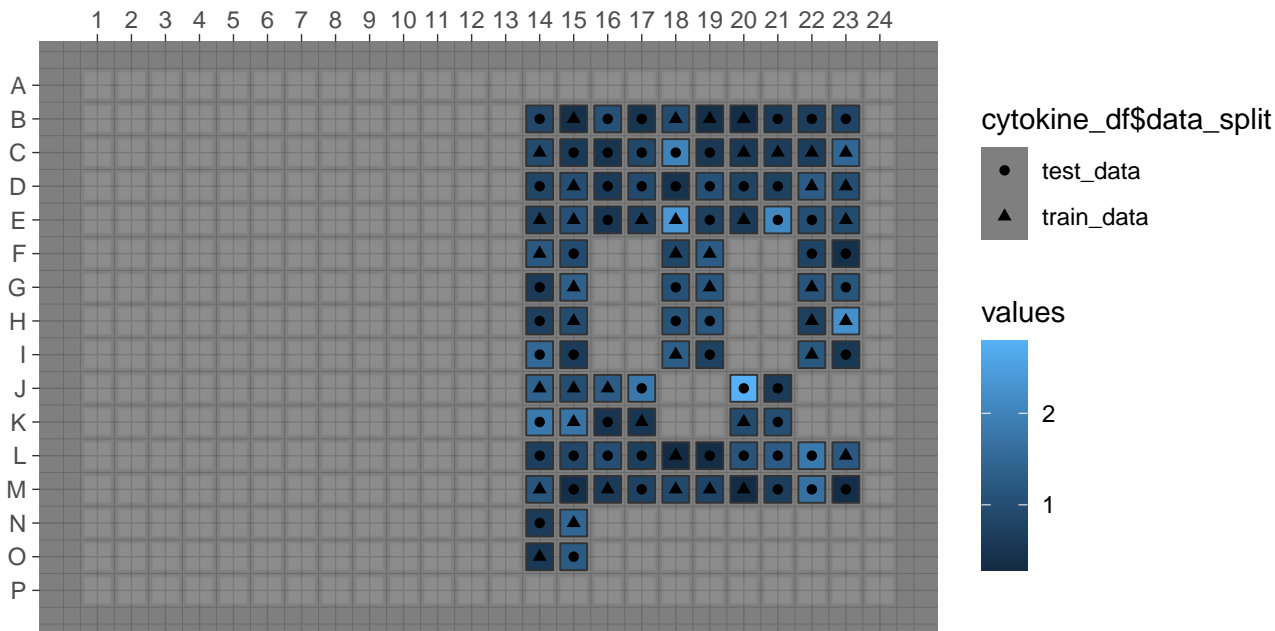 1 2 3 4 5 6 7 8 9 10 11 12 13 14 15 16 17 18 19 20 21 22 23 24
A
B
C
D
E
F
G
H
I
J
K
L
M
N
O
P
cytokine_df$data_split
test_data
train_data
values
2
1